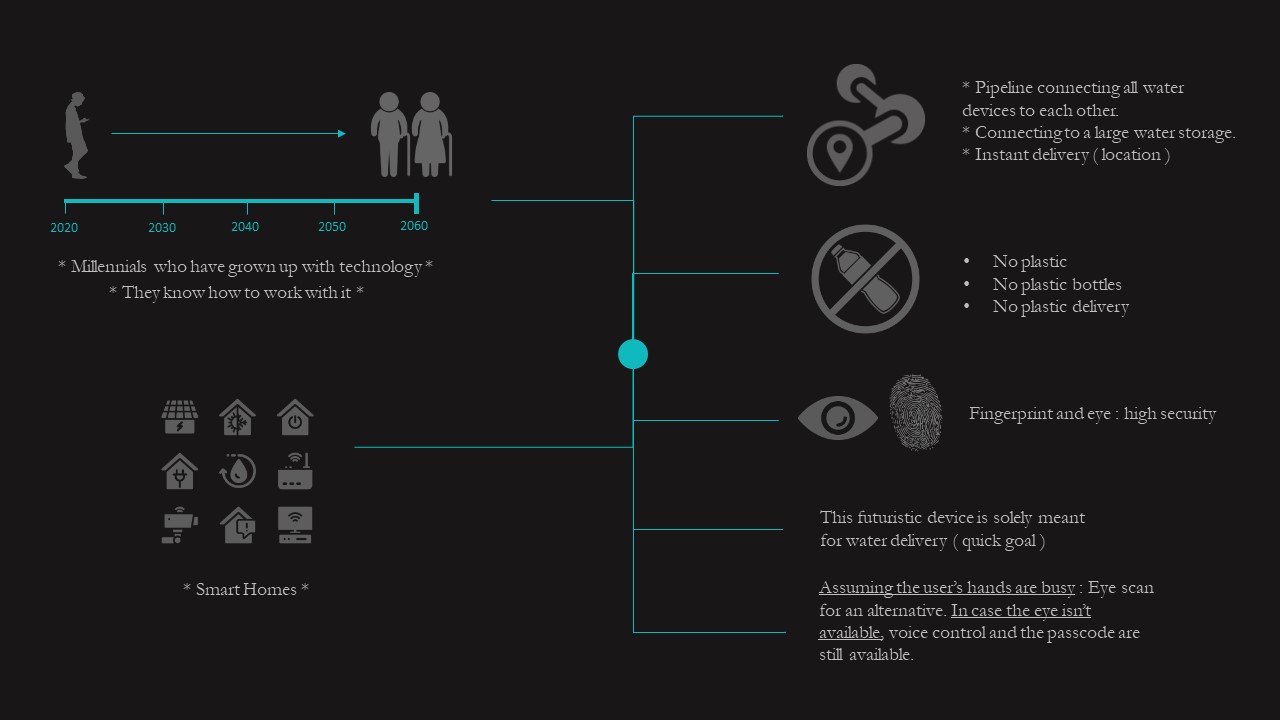 2020 2030 2040 2050 2060
* Millennials who have grown up with technology *
* They know how to work with it *
* Smart Homes *
* Pipeline connecting all water
devices to each other.
* Connecting to a large water storage.
* Instant delivery ( location )
• No plastic
• No plastic bottles
• No plastic delivery
Fingerprint and eye : high security
This futuristic device is solely meant
for water delivery ( quick goal )
Assuming the user's hands are busy : Eye scan
for an alternative. In case the eye isn't
available, voice control and the passcode are
still available.